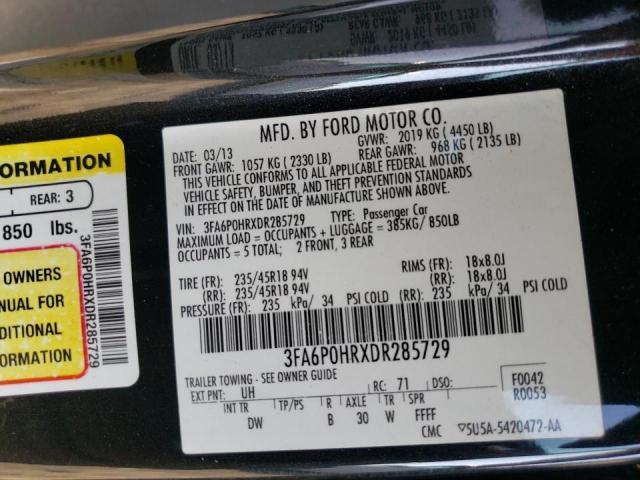 MFD. BY FORD MOTOR CO.
DATE: 03/13 GVWR: 2019 KG (4450 LB)
FRONT GAWR: 1057 KG (2330 LB) REAR GAWR: 968 KG (2135 LB)
THIS VEHICLE CONFORMS TO ALL APPLICABLE FEDERAL MOTOR
VEHICLE SAFETY, BUMPER, AND THEFT PREVENTION STANDARDS
IN EFFECT ON THE DATE OF MANUFACTURE SHOWN ABOVE.
VIN: 3FA6P0HRXDR285729 TYPE: Passenger Car
MAXIMUM LOAD = OCCUPANTS + LUGGAGE = 385KG/ 850LB
OCCUPANTS = 5 TOTAL; 2 FRONT, 3 REAR
TIRE (FR): 235/45R18 94V RIMS (FR): 18x8.0J
(RR): 235/45R18 94V (RR): 18x8.0J
PRESSURE (FR): 235 kPa/ 34 PSI COLD (RR): 235 kPa/ 34 PSI COLD
3FA6P0HRXDR285729
TRAILER TOWING - SEE OWNER GUIDE
EXT PNT: UH RC: 71 DSO: F0042
R0053
INT TR TP/PS R AXLE TR SPR
DW B 30 W FFFF
CMC 5U5A-5420472-AA
ORMATION
REAR: 3
850 lbs.
OWNERS
NUAL FOR
DITIONAL
RMATION
3FA6P0HRXDR285729